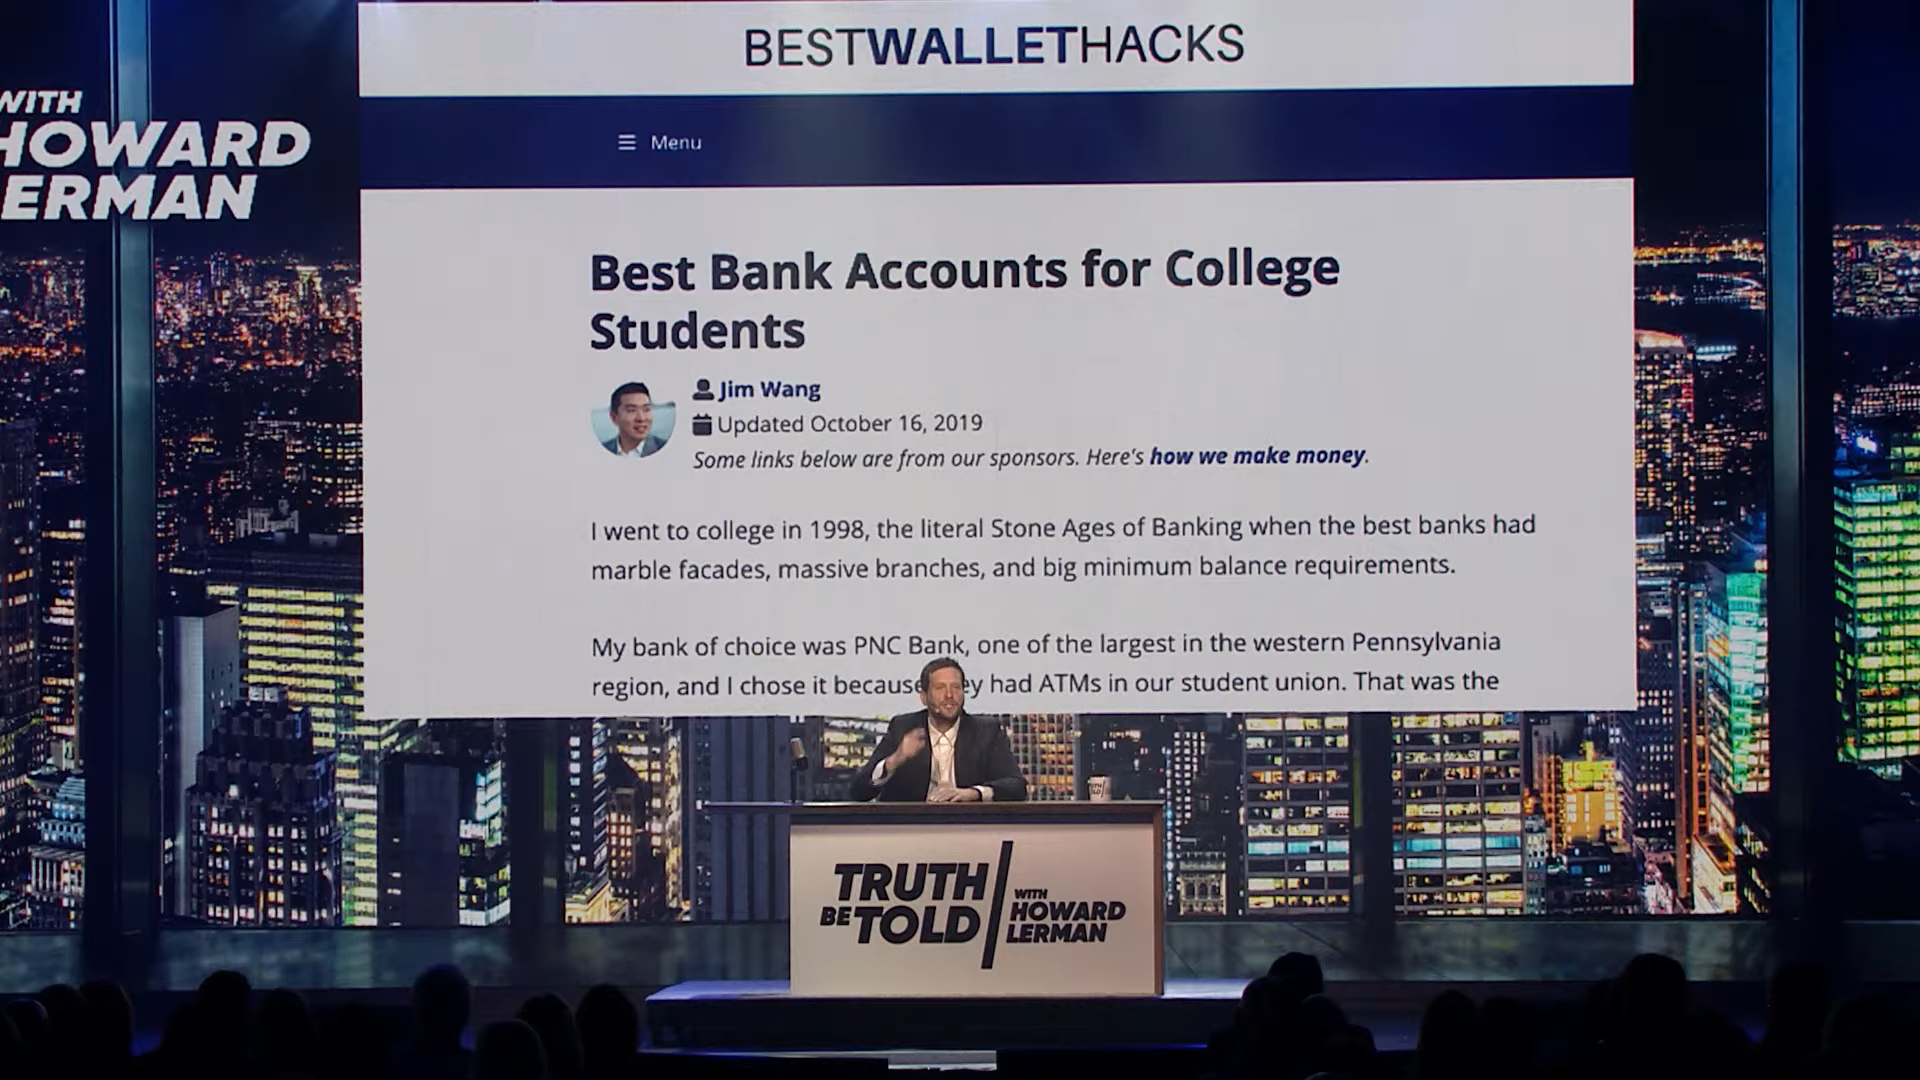 BESTWALLETHACKS
WITH
HOWARD
LERMAN
Menu
Best Bank Accounts for College
Students
Jim Wang
Updated October 16, 2019
Some links below are from our sponsors. Here's how we make money.
I went to college in 1998, the literal Stone Ages of Banking when the best banks had
marble facades, massive branches, and big minimum balance requirements.
My bank of choice was PNC Bank, one of the largest in the western Pennsylvania
region, and I chose it because ey had ATMs in our student union. That was the
TRUTH
BE TOLD
WITH
HOWARD
LERMAN